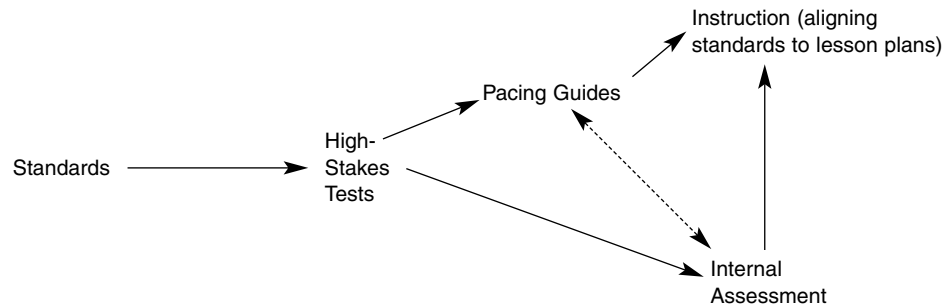 Instruction (aligning
standards to lesson plans)
Pacing Guides
High-
Stakes
Tests
Standards
Internal
Assessment